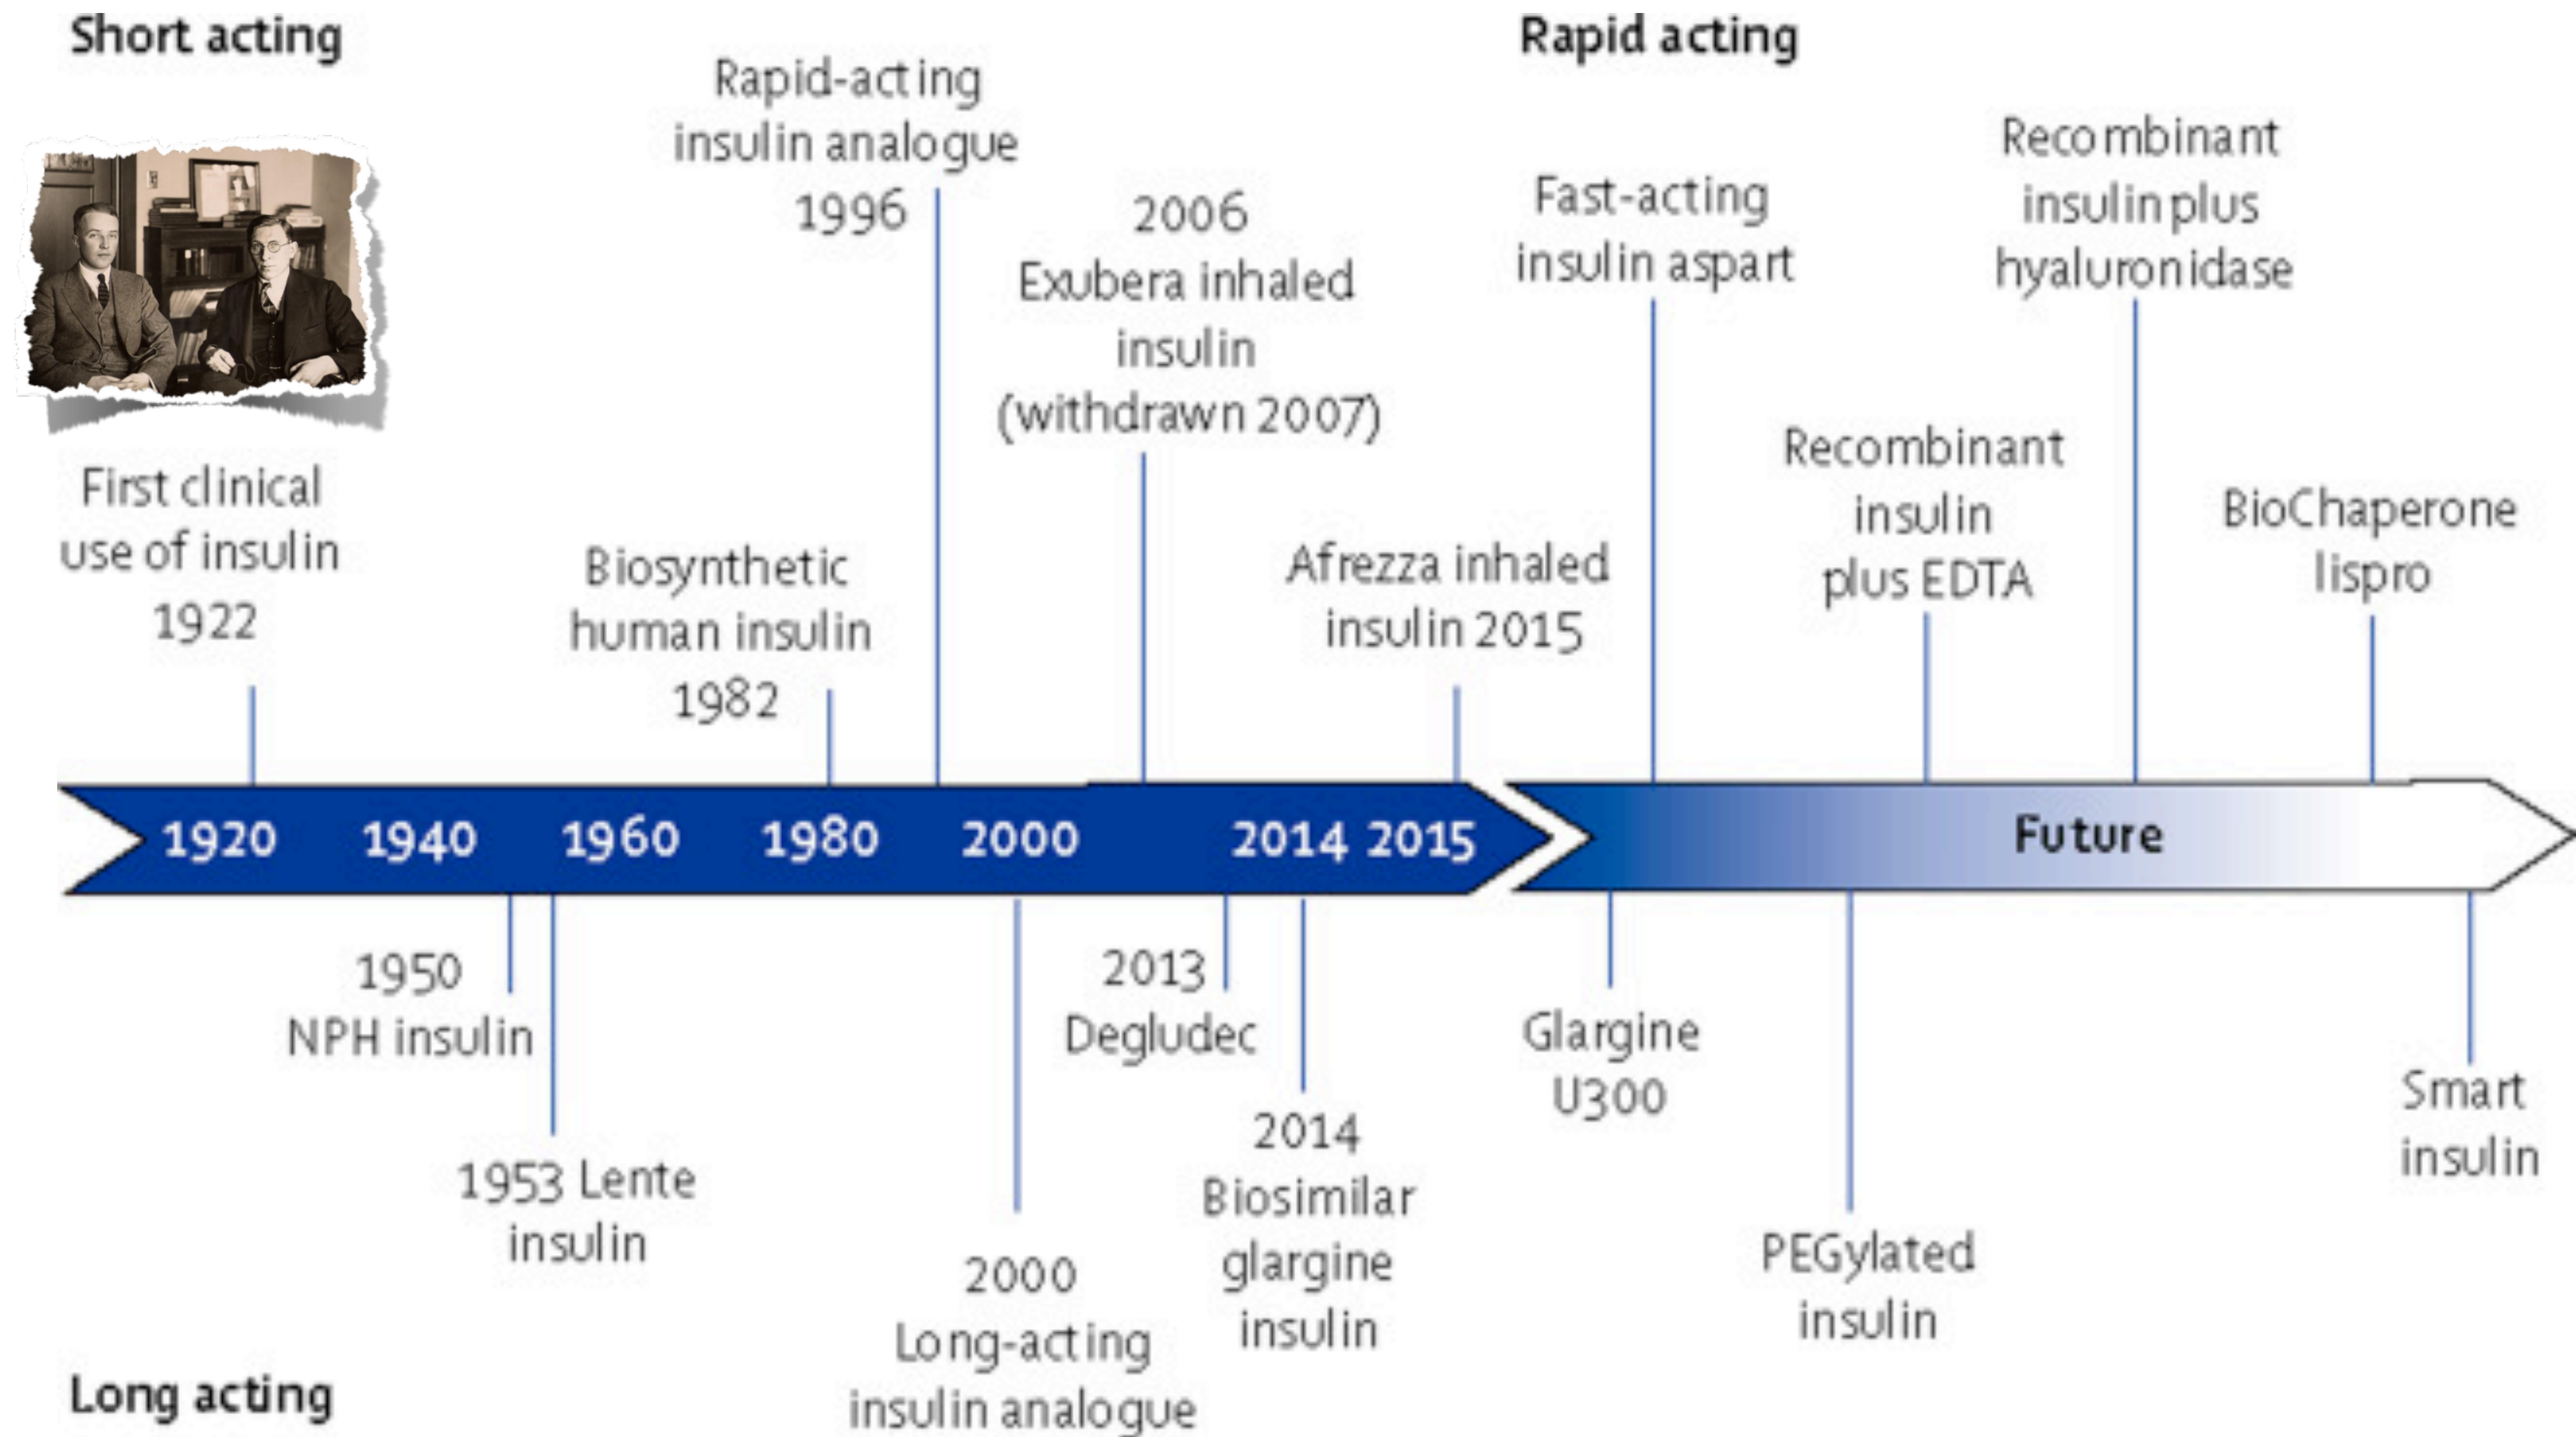 Short acting
Rapid acting
Rapid-acting
insulin analogue
1996
2006
Exubera inhaled
insulin
(withdrawn 2007)
Fast-acting
insulin aspart
Recombinant
insulin plus
hyaluronidase
First clinical
use of insulin
1922
Biosynthetic
human insulin
1982
Afrezza inhaled
insulin 2015
Recombinant
insulin
plus EDTA
BioChaperone
lispro
1920 1940 1960 1980 2000 2014 2015 Future
1950
NPH insulin
1953 Lente
insulin
2000
Long-acting
insulin analogue
2013
Degludec
2014
Biosimilar
glargine
insulin
Glargine
U300
PEGylated
insulin
Smart
insulin
Long acting